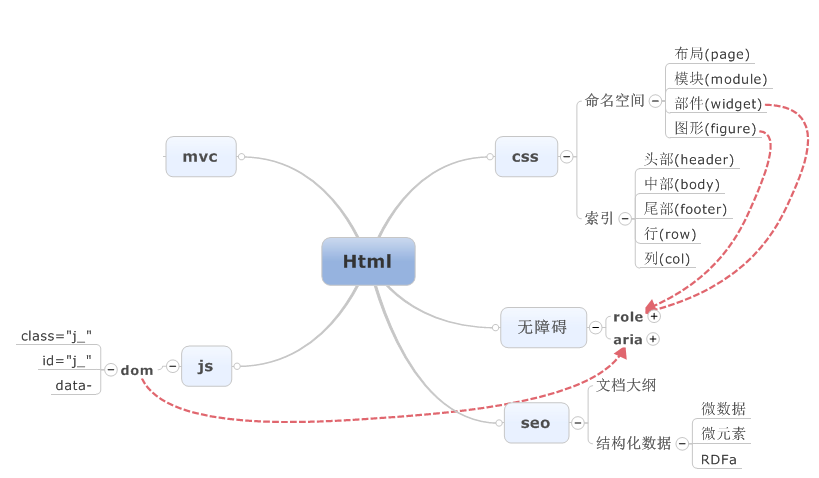 Html
mvc
css
命名空间
布局(page)
模块(module)
部件(widget)
图形(figure)
索引
头部(header)
中部(body)
尾部(footer)
行(row)
列(col)
无障碍
role
aria
js
dom
class="j_"
id="j_"
data-
seo
文档大纲
结构化数据
微数据
微元素
RDFa